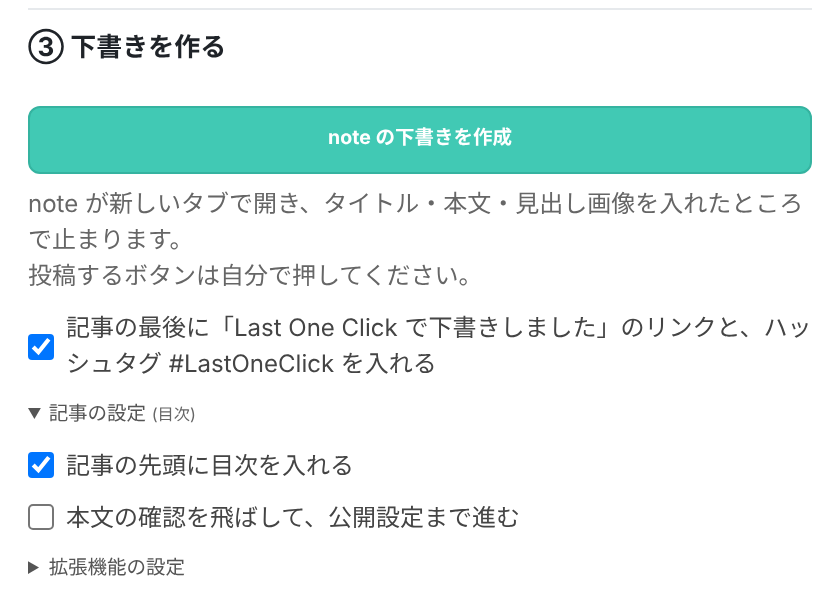 ③ 下書きを作る
note の下書きを作成
note が新しいタブで開き、タイトル・本文・見出し画像を入れたところ
で止まります。
投稿するボタンは自分で押してください。
記事の最後に「Last One Click で下書きしました」のリンクと、ハッ
シュタグ #LastOneClick を入れる
▼ 記事の設定 (目次)
記事の先頭に目次を入れる
本文の確認を飛ばして、公開設定まで進む
▶ 拡張機能の設定